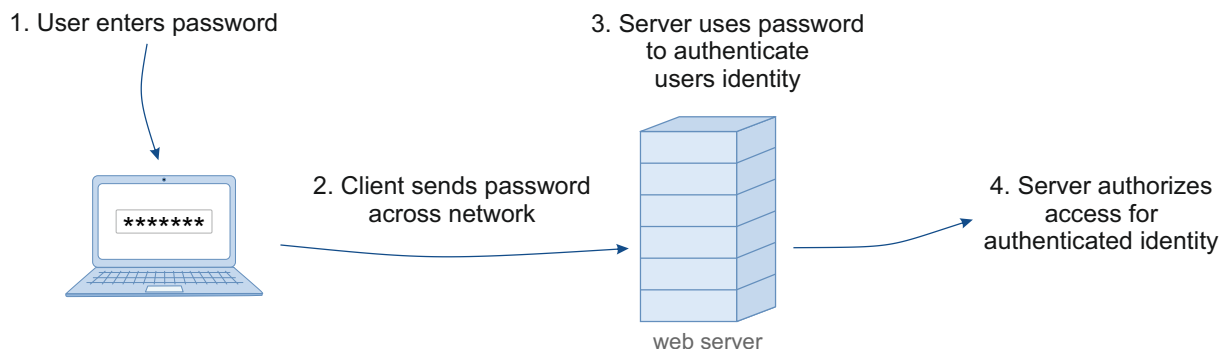 1. User enters password
3. Server uses password
to authenticate
users identity
2. Client sends password
across network
*******
4. Server authorizes
access for
authenticated identity
web server